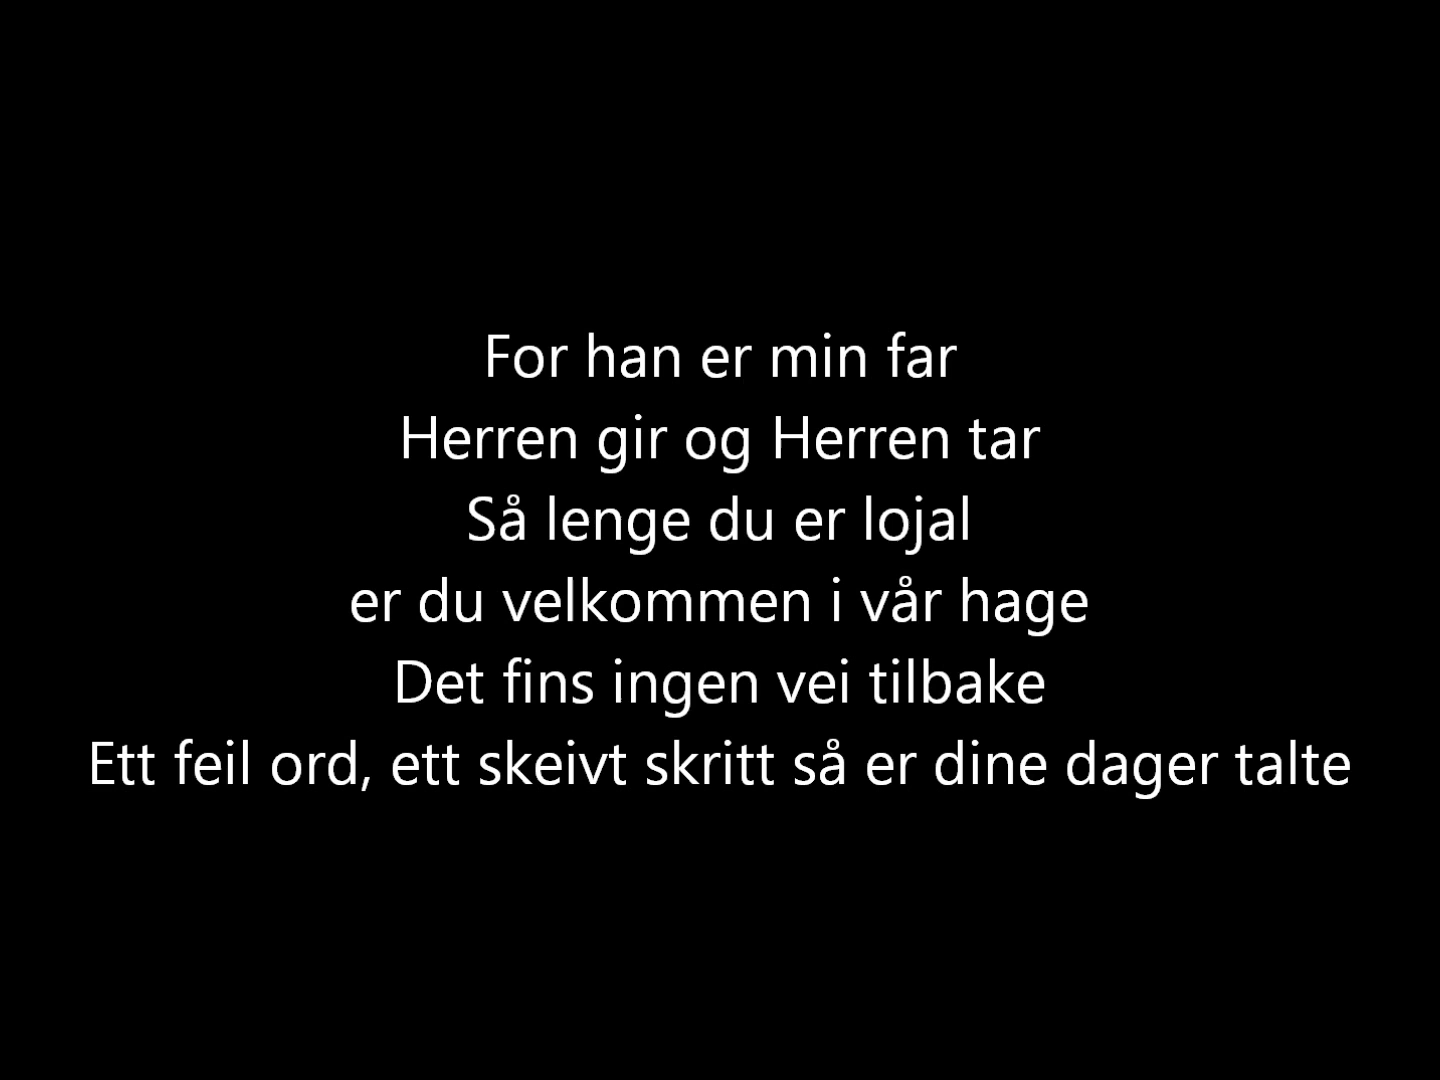 For han er min far
Herren gir og Herren tar
Så lenge du er lojal
er du velkommen i vår hage
Det fins ingen vei tilbake
Ett feil ord, ett skeivt skritt så er dine dager talte